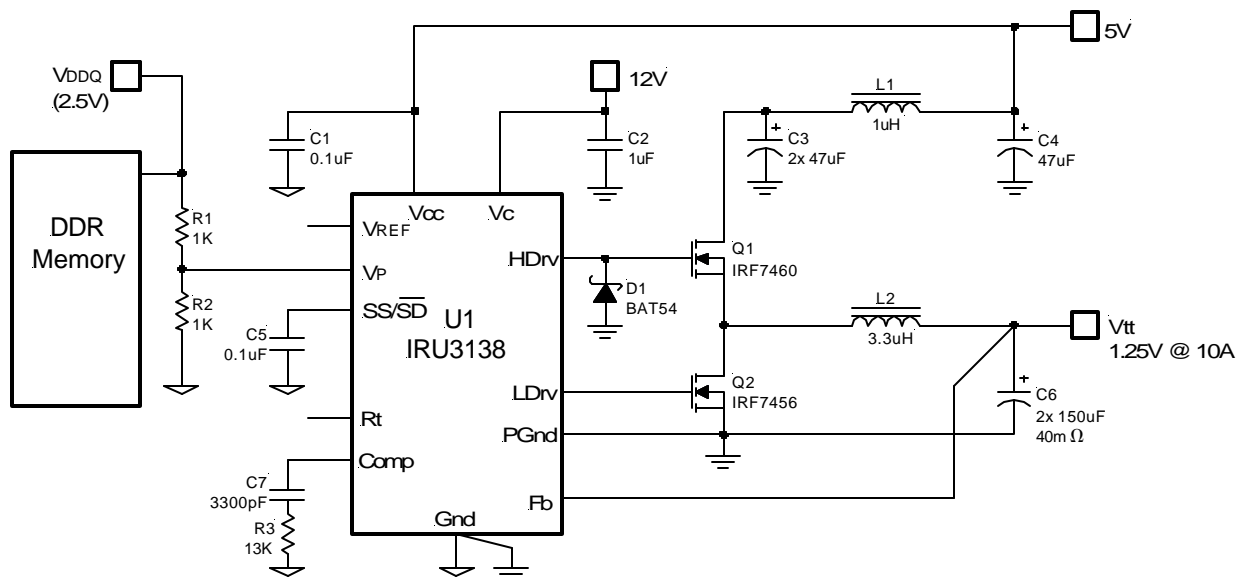 5V
VDDQ
(2.5V)
12V
L1
1uH
C1
0.1uF
C2
1uF
C3
2x 47uF
C4
47uF
DDR
Memory
R1
1K
R2
1K
Vcc
Vc
VREF
VP
SS/SD
HDrv
Q1
IRF7460
D1
BAT54
U1
IRU3138
C5
0.1uF
L2
3.3uH
Vtt
1.25V @ 10A
LDrv
Q2
IRF7456
C6
2x 150uF
40mΩ
Rt
PGnd
Comp
C7
3300pF
R3
13K
Fb
Gnd